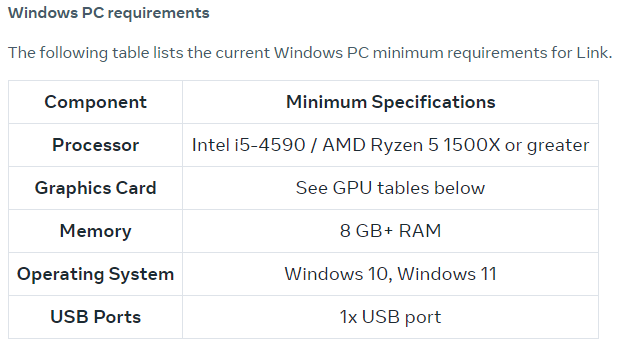 Windows PC requirements
The following table lists the current Windows PC minimum requirements for Link.
Component Minimum Specifications
Processor Intel i5-4590 / AMD Ryzen 5 1500X or greater
Graphics Card See GPU tables below
Memory 8 GB+ RAM
Operating System Windows 10, Windows 11
USB Ports 1x USB port